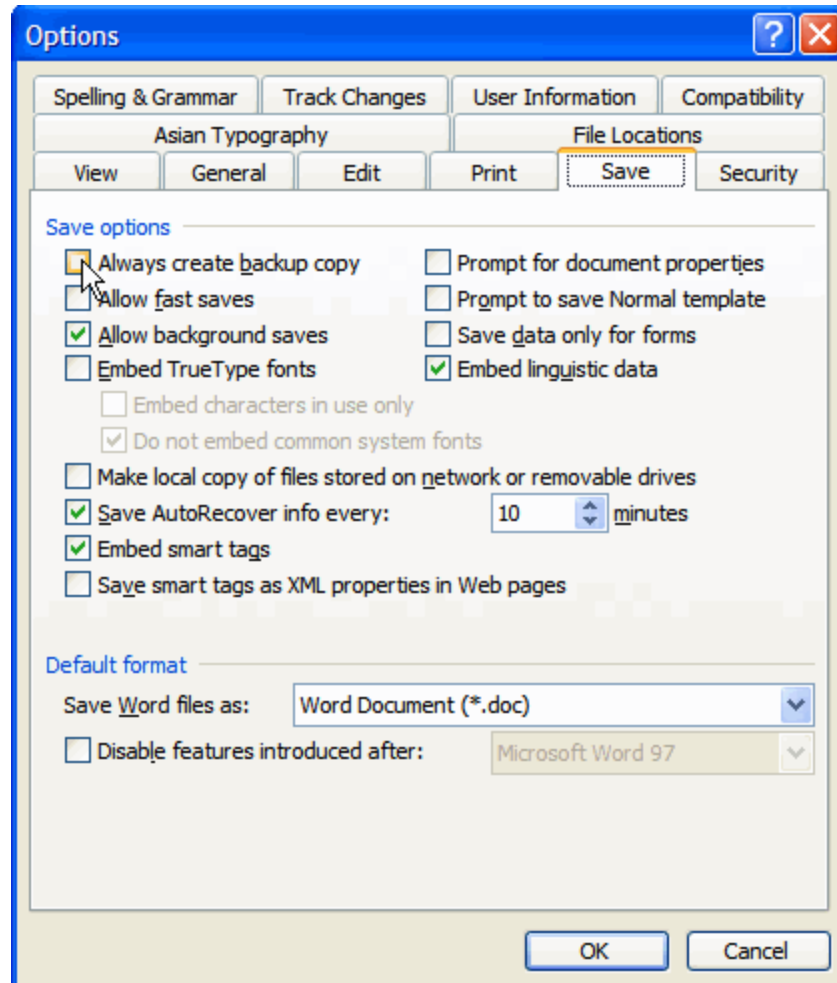 Options
Spelling & Grammar Track Changes User Information Compatibility
Asian Typography File Locations
View General Edit Print Save Security
Save options
Always create backup copy Prompt for document properties
Allow fast saves Prompt to save Normal template
Allow background saves Save data only for forms
Embed TrueType fonts Embed linguistic data
Embed characters in use only
Do not embed common system fonts
Make local copy of files stored on network or removable drives
Save AutoRecover info every: 10 minutes
Embed smart tags
Save smart tags as XML properties in Web pages
Default format
Save Word files as: Word Document (*.doc)
Disable features introduced after: Microsoft Word 97
OK Cancel